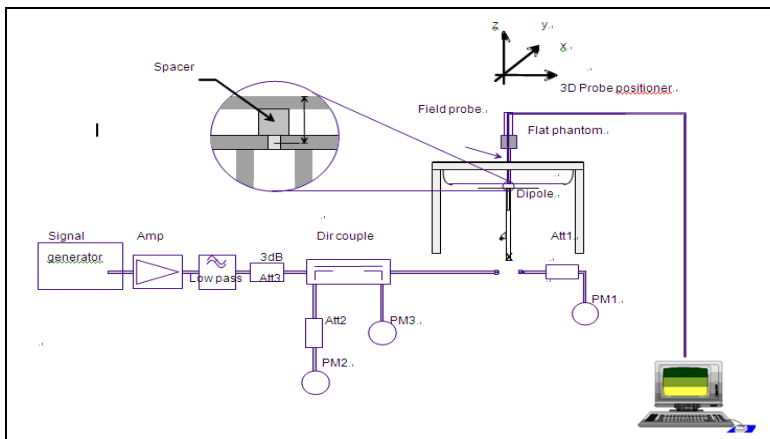 z
y.
x.
3D Probe positioner.
Spacer
Field probe.
Flat phantom.
Dipole.
Signal
generator
Amp
Low pass
3dB
Att3
Dir couple
Att1.
Att2
PM3.
PM1.
PM2.